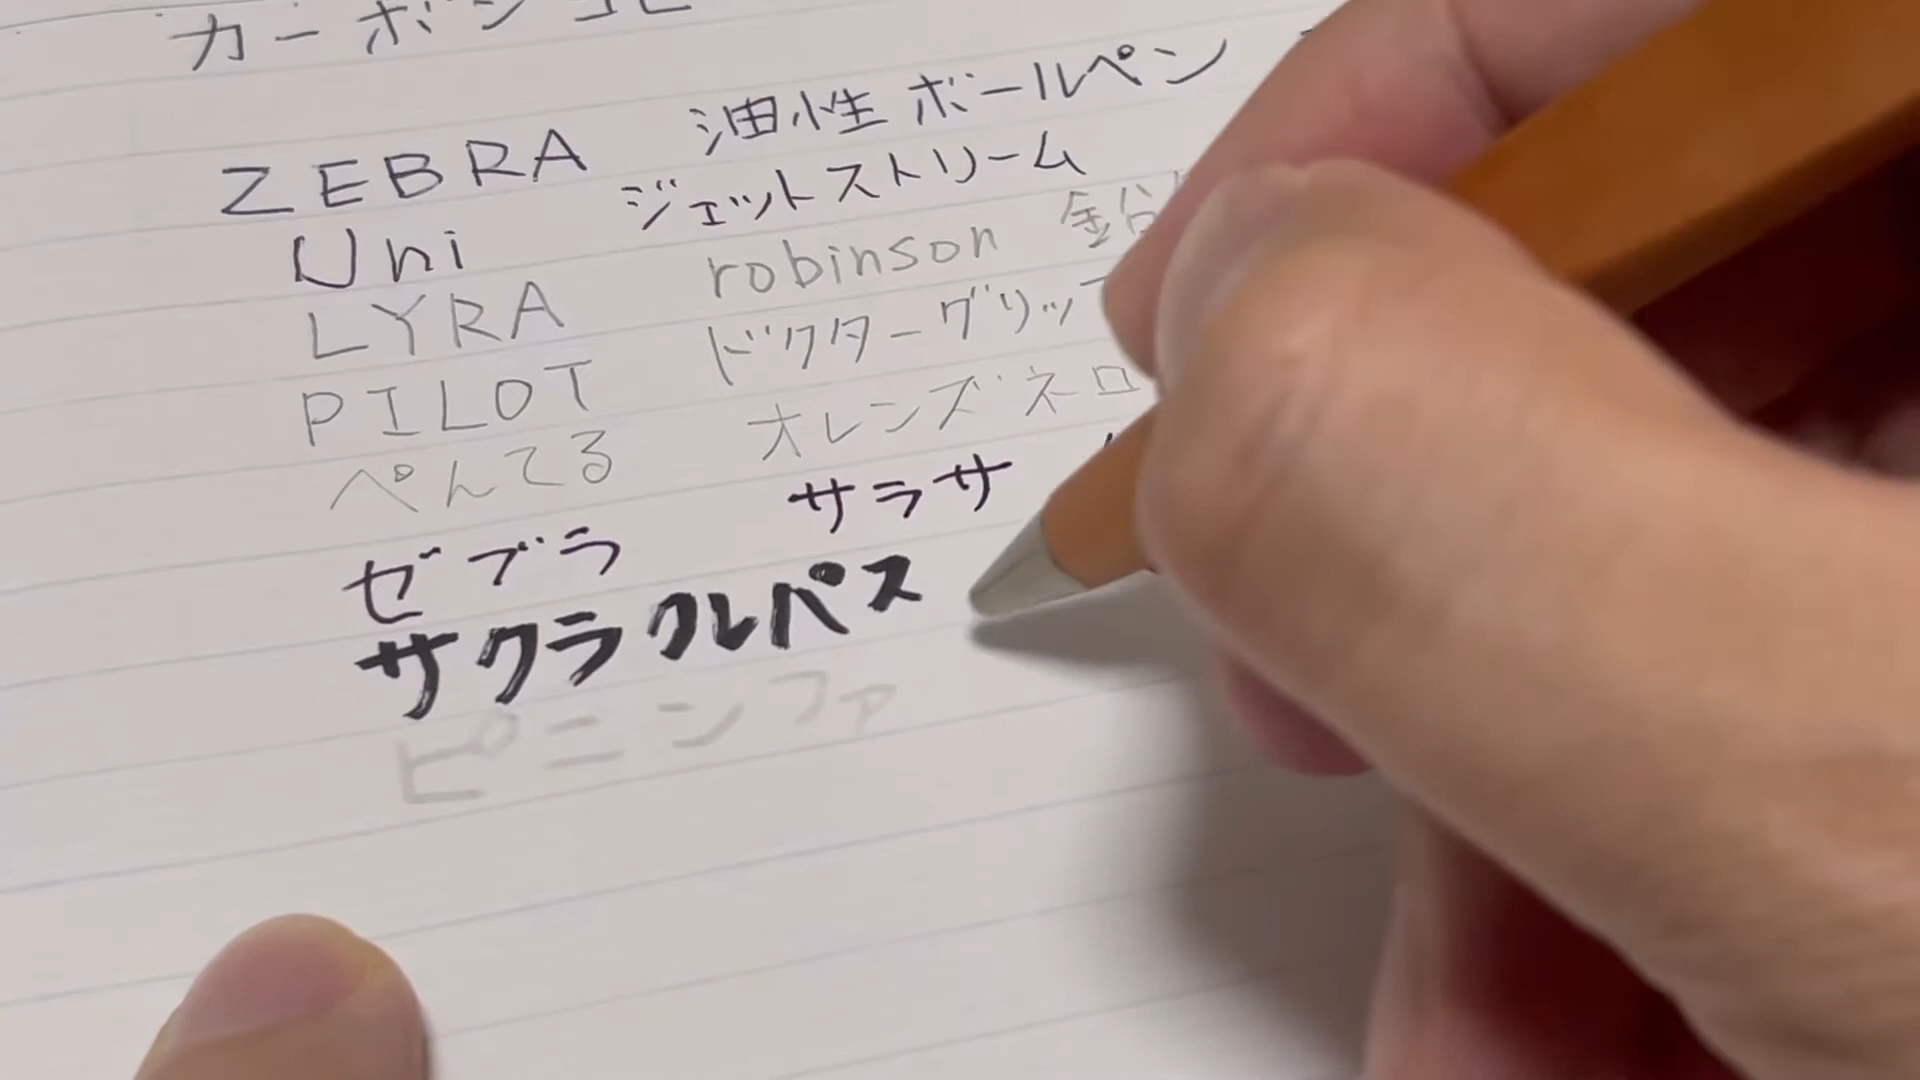 カーボンコピ
ZEBRA 油性 ボールペン
Uni ジェットストリーム
LYRA robinson 鉛
PILOT ドクターグリップ
ぺんてる オレンズ ネロ
ゼブラ サラサ
サクラクレパス
ピニンファ